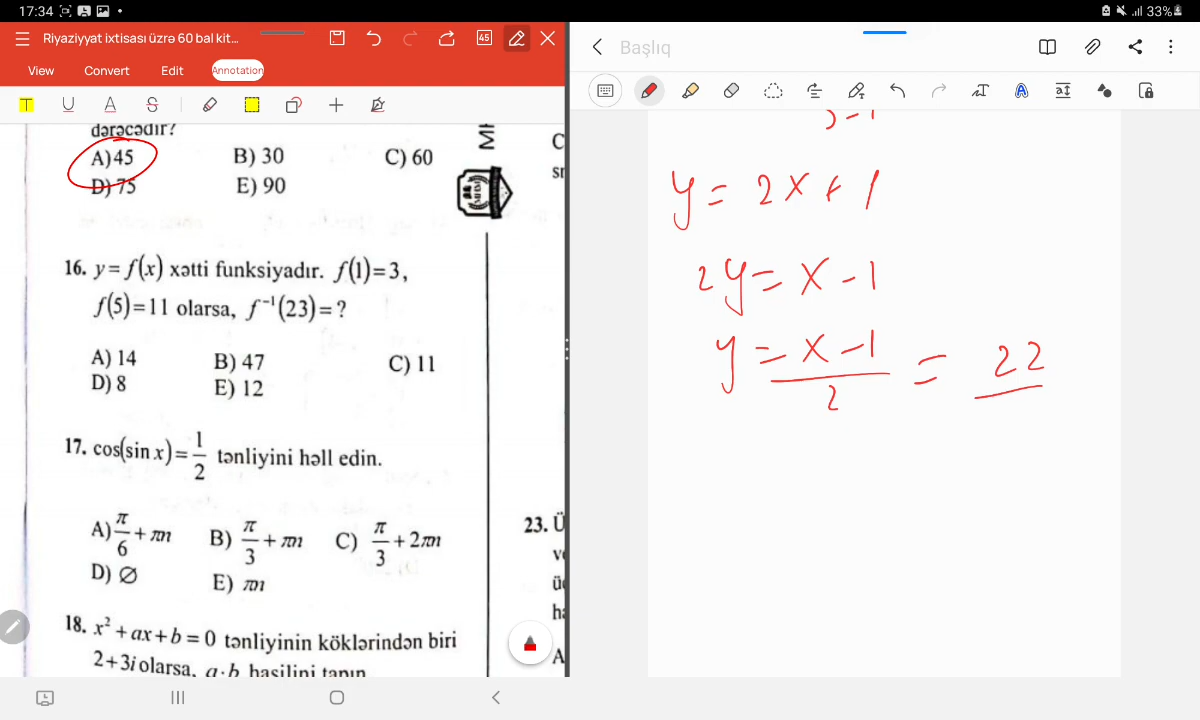 17:34
33%
Riyaziyyat ixtisası üzrə 60 bal kit...
45
View Convert Edit Annotation
dərəcədir?
A) 45 B) 30 C) 60
D) 75 E) 90
16. y = f(x) xətti funksiyadır. f(1)=3,
f(5)=11 olarsa, f⁻¹(23)=?
A) 14 B) 47 C) 11
D) 8 E) 12
17. cos(sin x)=1/2 tənliyini həll edin.
A) π/6 + πn B) π/3 + πn C) π/3 + 2πn
D) ∅ E) πn
18. x² + ax + b = 0 tənliyinin köklərindən biri
2+3i olarsa, a·b hasilini tapın
C
23. Ü
A
Başlıq
y = 2x + 1
2y = x - 1
y = x - 1 / 2 = 22